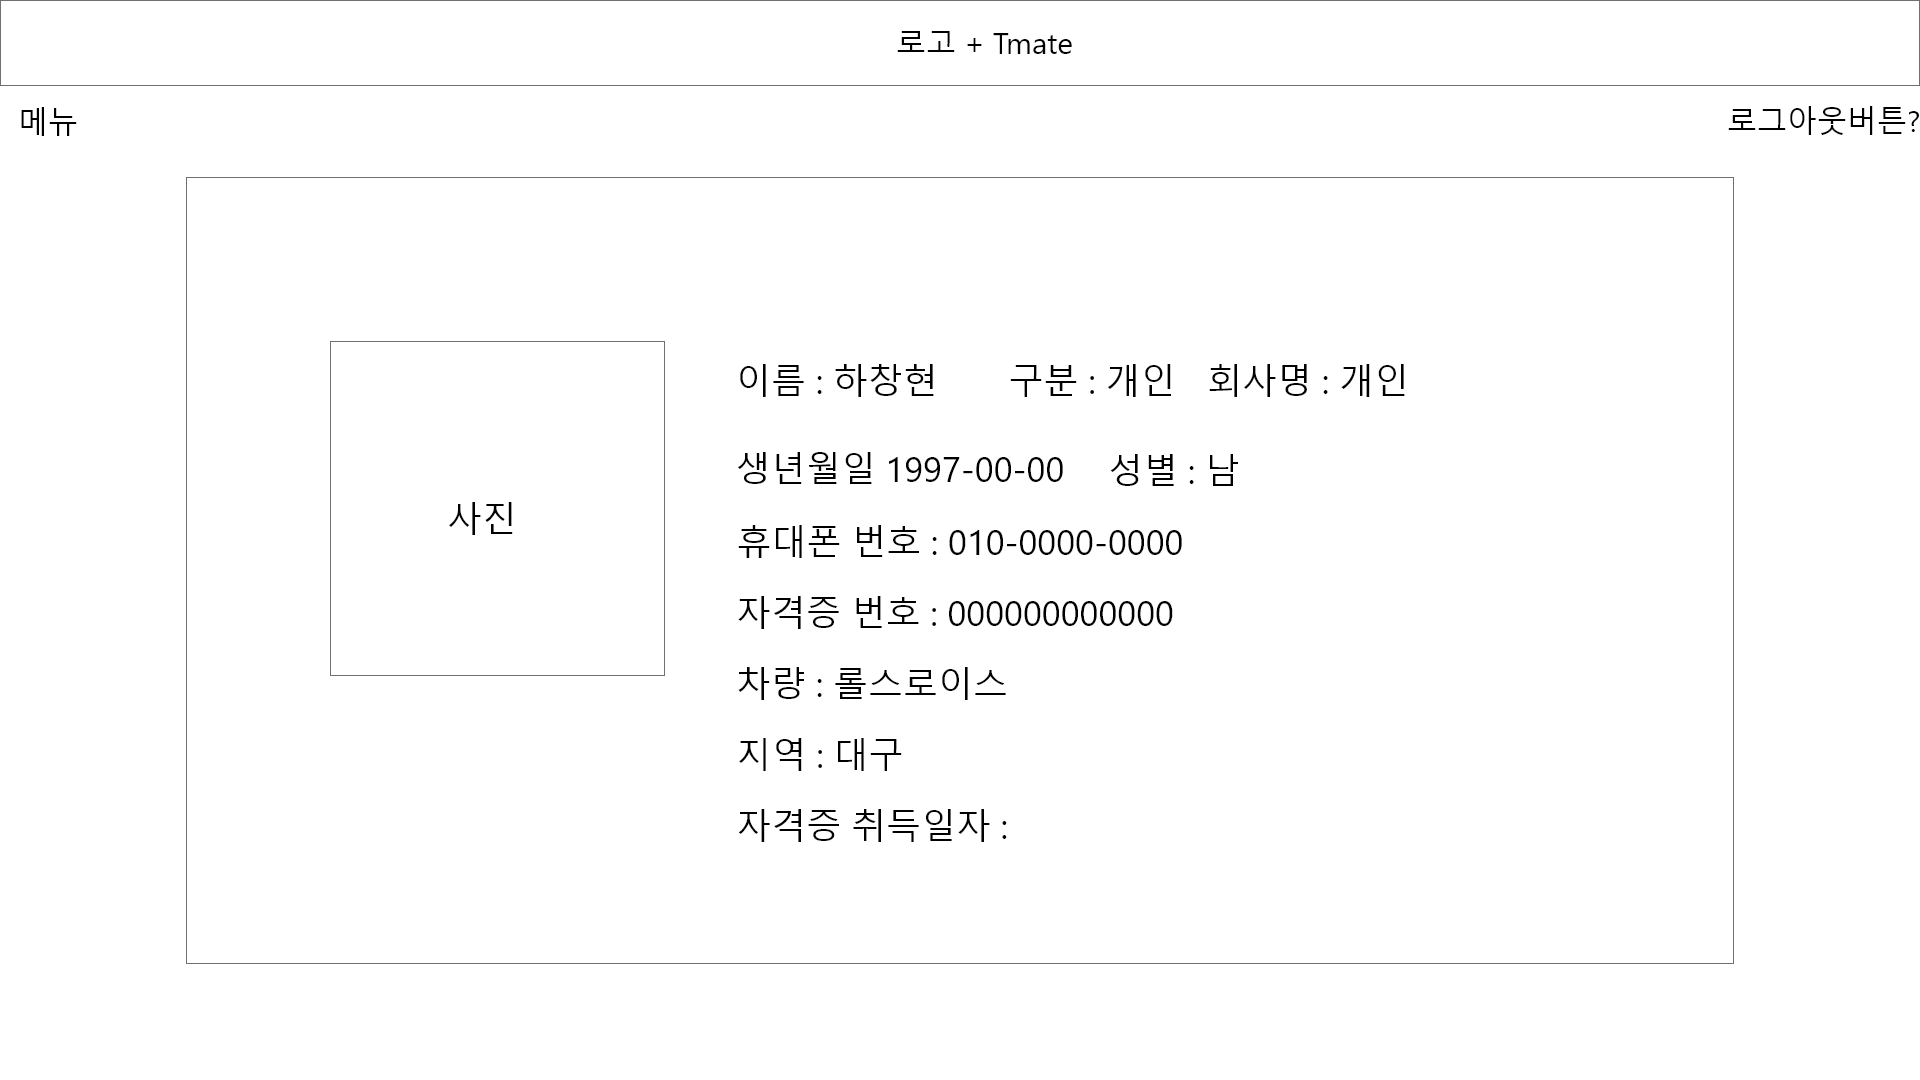 로고 + Tmate
메뉴
로그아웃버튼?
사진
이름 : 하창현 구분 : 개인 회사명 : 개인
생년월일 1997-00-00 성별 : 남
휴대폰 번호 : 010-0000-0000
자격증 번호 : 000000000000
차량 : 롤스로이스
지역 : 대구
자격증 취득일자 :